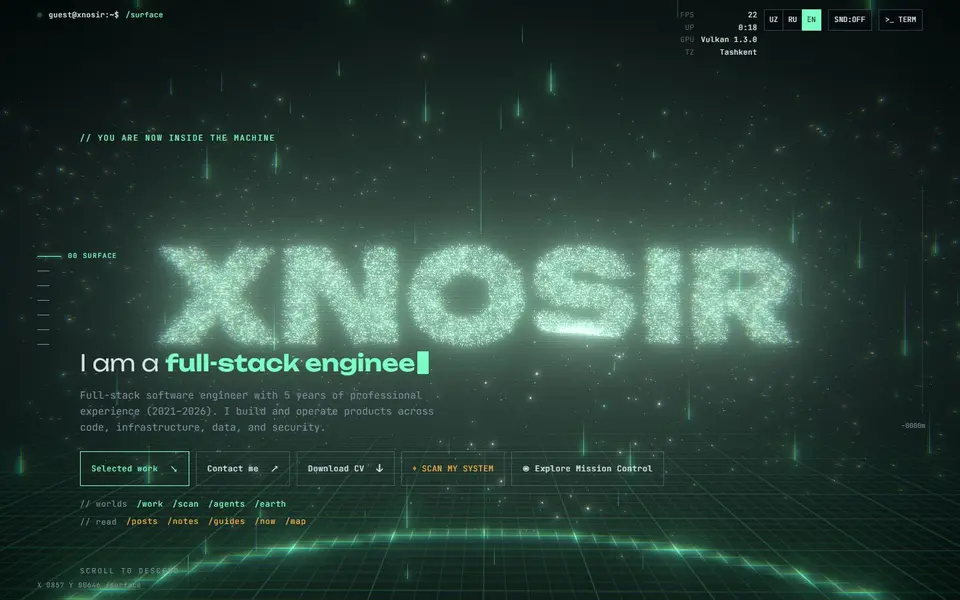 guest@xnosir:~$ /surface
FPS 22
UP 0:18
GPU Vulkan 1.3.0
TZ Tashkent
UZ RU EN SND:OFF >_ TERM
// YOU ARE NOW INSIDE THE MACHINE
00 SURFACE
XNOSIR
I am a full-stack enginee
Full-stack software engineer with 5 years of professional
experience (2021–2026). I build and operate products across
code, infrastructure, data, and security.
-0000m
Selected work ↘
Contact me ↗
Download CV ↓
⌖ SCAN MY SYSTEM
◉ Explore Mission Control
// worlds /work /scan /agents /earth
// read /posts /notes /guides /now /map
SCROLL TO DESCEND
X 0857 Y 0064m /surface